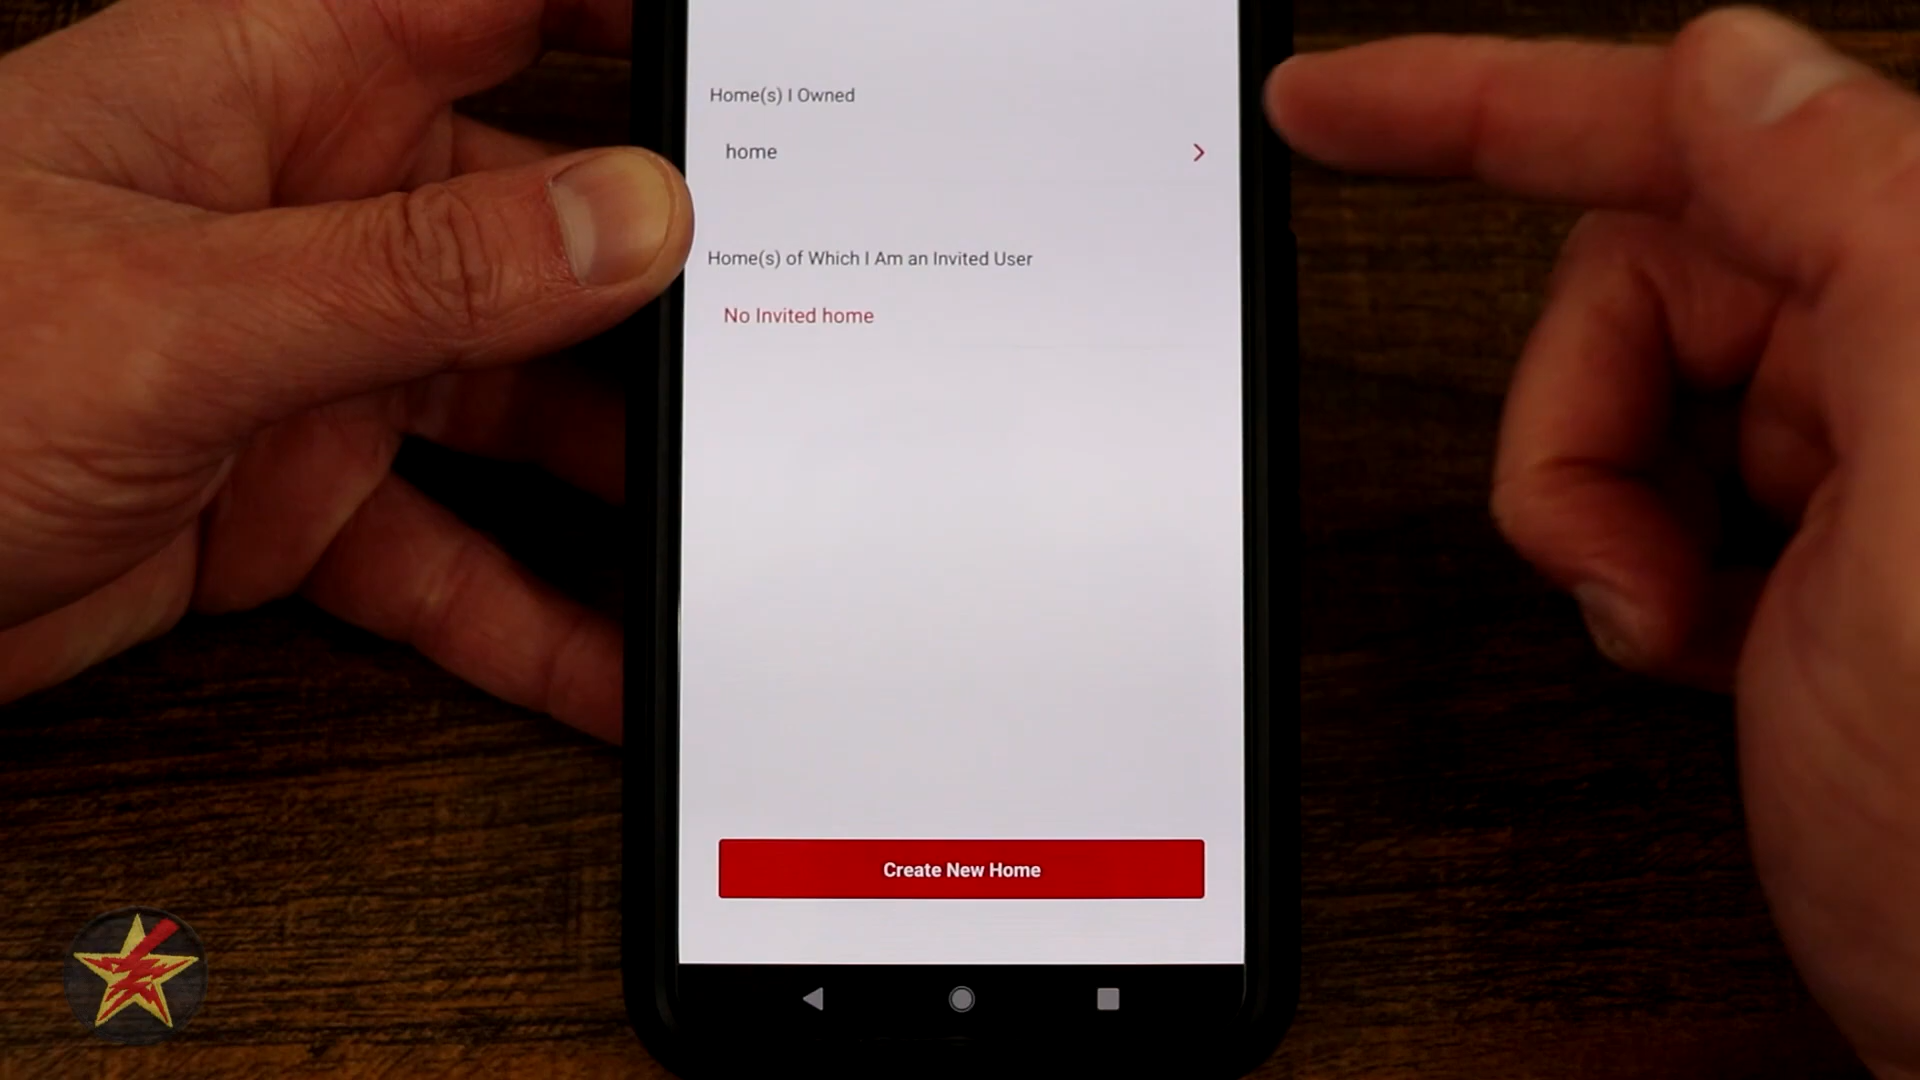 Home(s) I Owned
home
Home(s) of Which I Am an Invited User
No Invited home
Create New Home